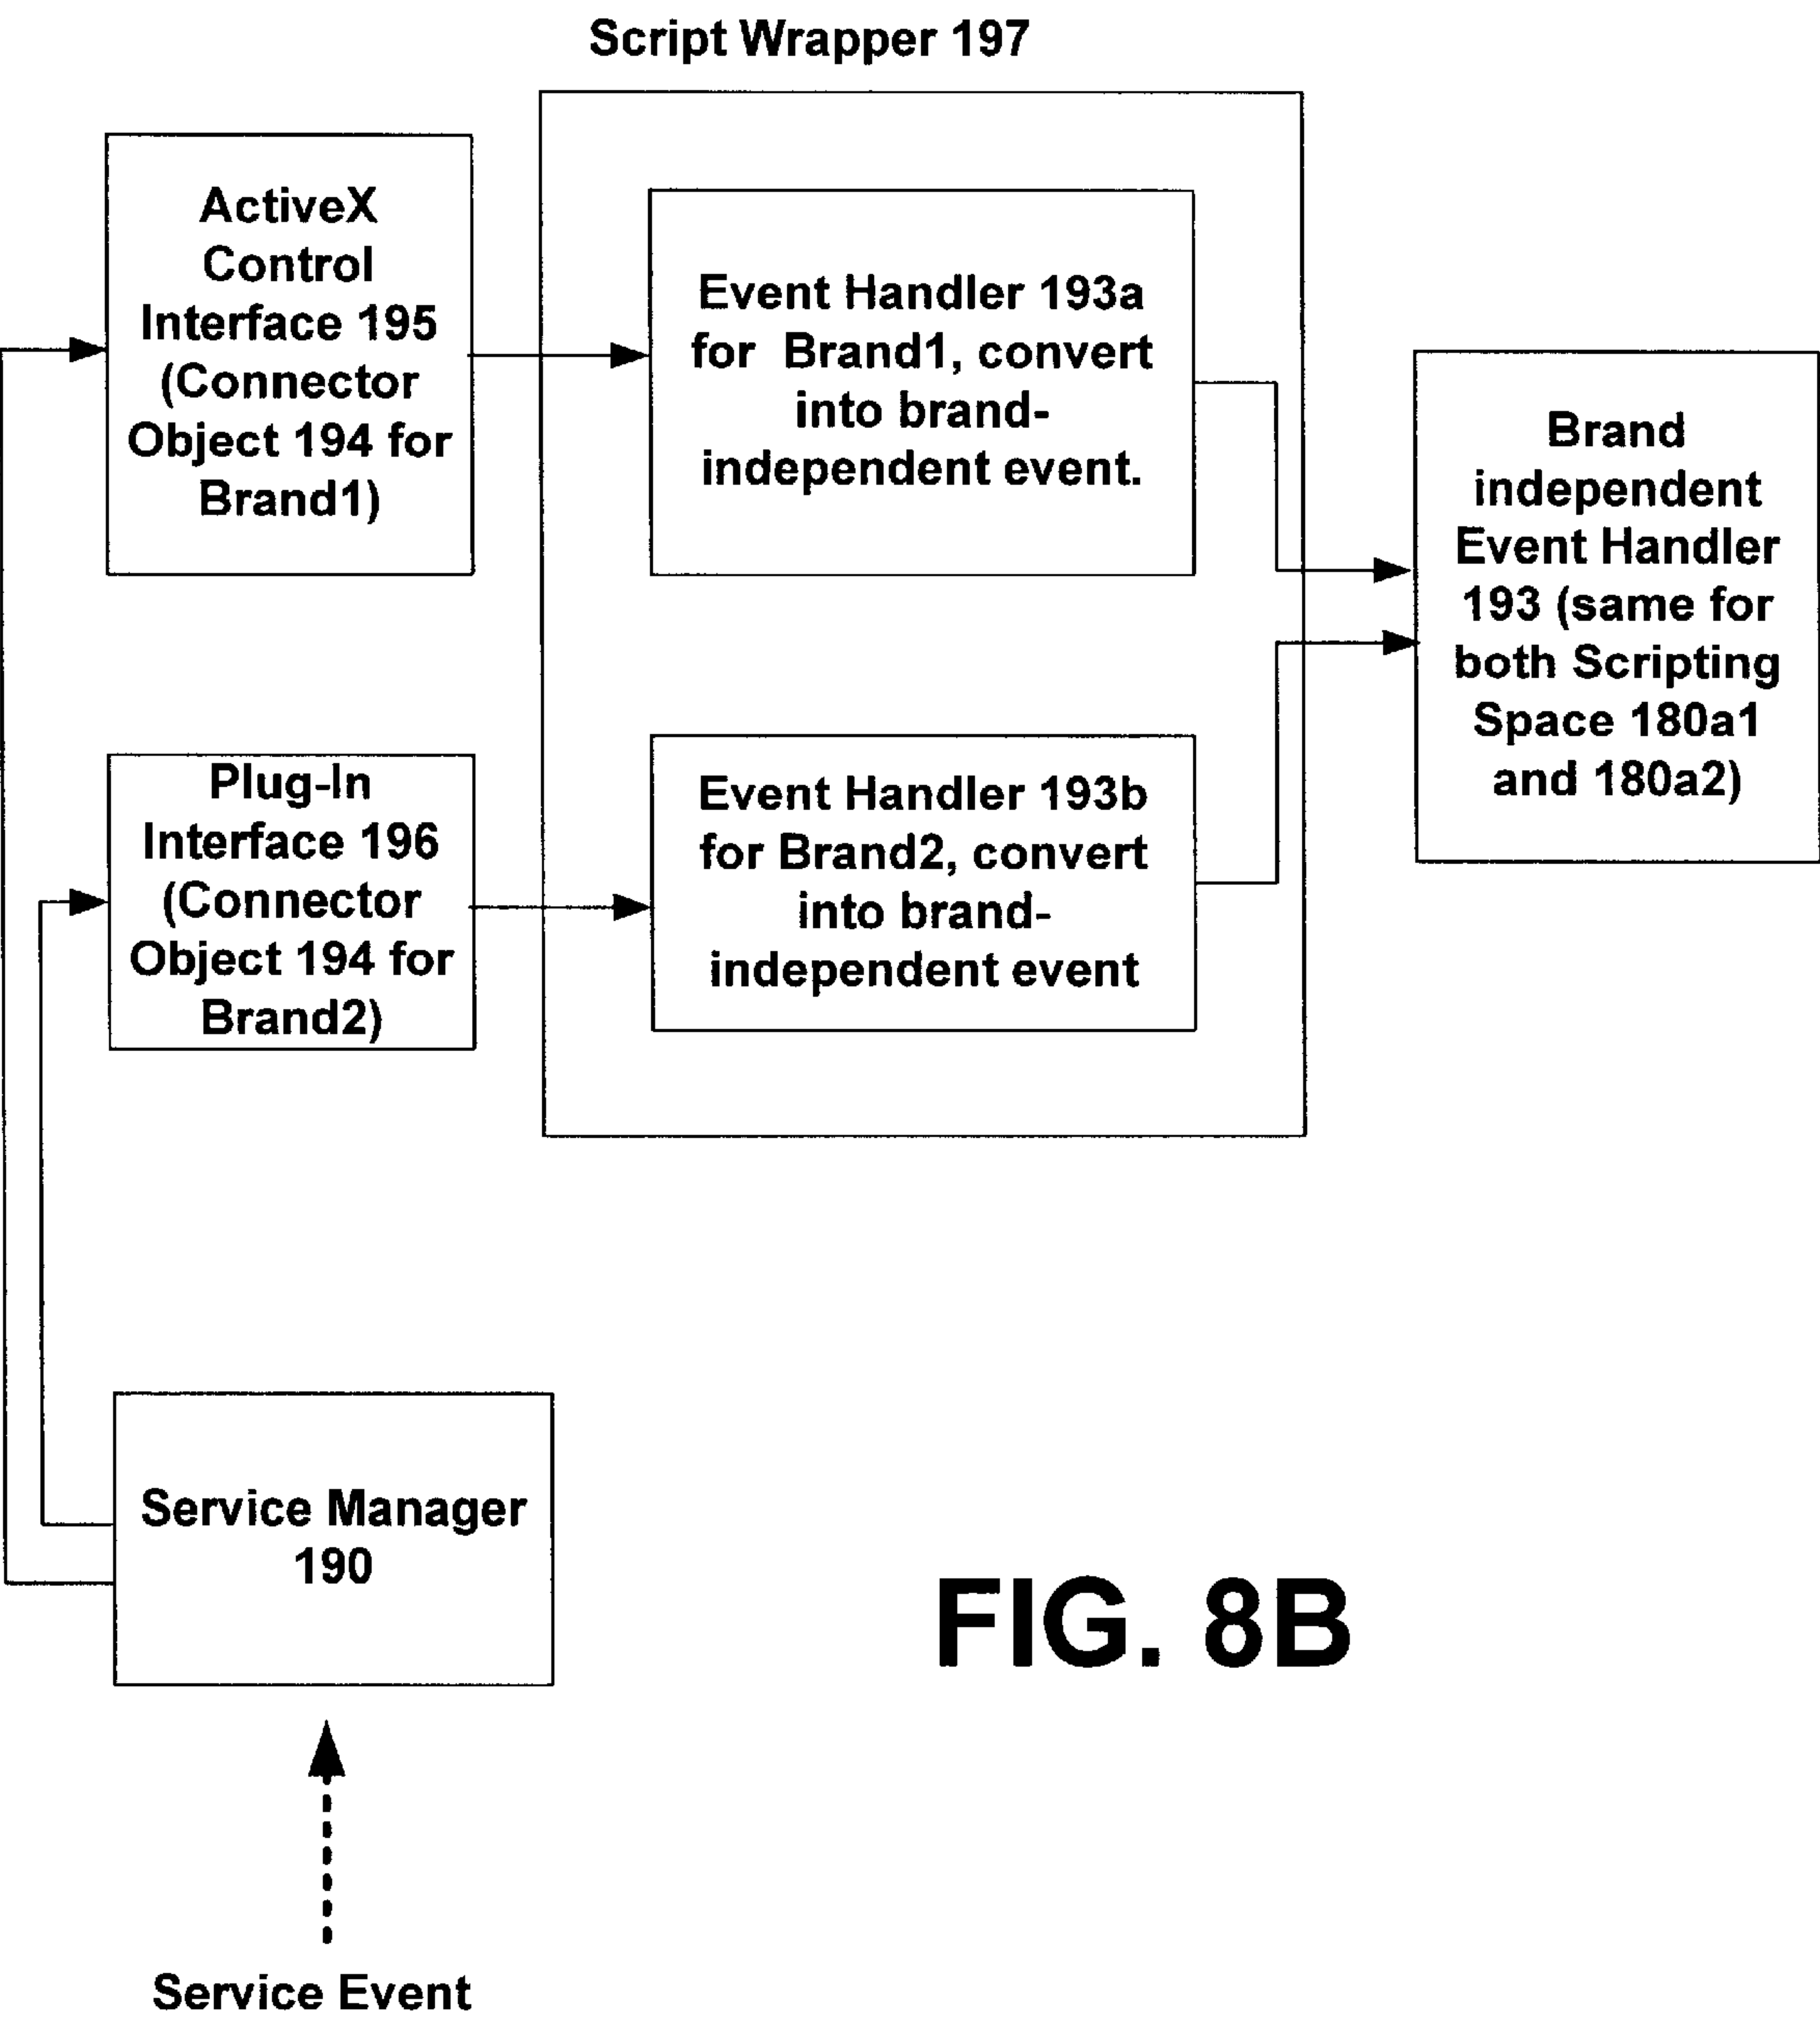 Script Wrapper 197
ActiveX
Control
Interface 195
(Connector
Object 194 for
Brand1)
Event Handler 193a
for Brand1, convert
into brand-
independent event.
Brand
independent
Event Handler
193 (same for
both Scripting
Space 180a1
and 180a2)
Plug-In
Interface 196
(Connector
Object 194 for
Brand2)
Event Handler 193b
for Brand2, convert
into brand-
independent event
Service Manager
190
FIG. 8B
Service Event